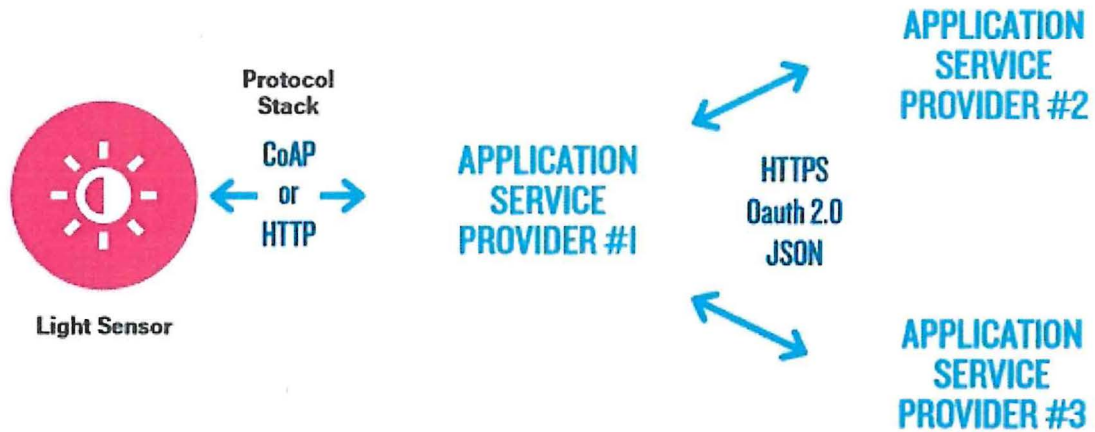 Protocol
Stack
CoAP
or
HTTP
Light Sensor
APPLICATION
SERVICE
PROVIDER #1
HTTPS
Oauth 2.0
JSON
APPLICATION
SERVICE
PROVIDER #2
APPLICATION
SERVICE
PROVIDER #3